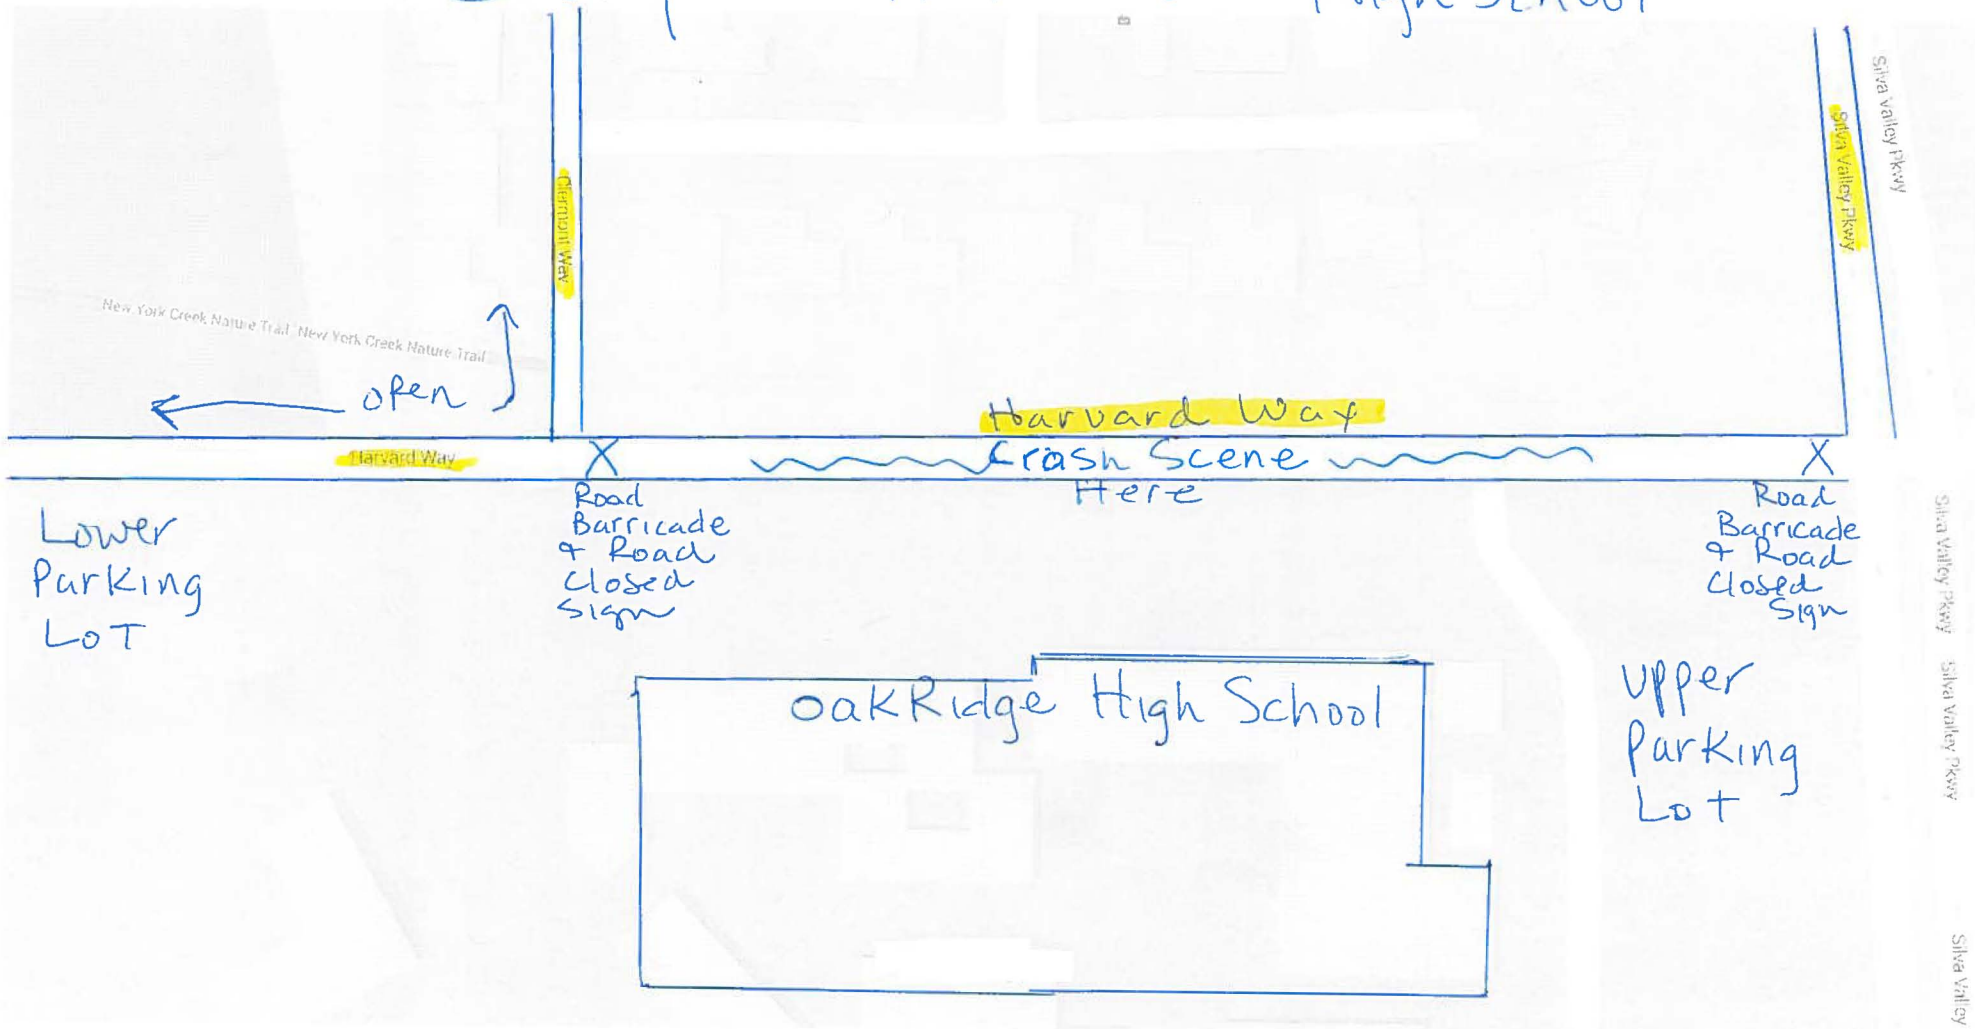 High School
Silva Valley Pkwy
Silva Valley Pkwy
Clermont Way
New York Creek Nature Trail New York Creek Nature Trail
open
Harvard Way
Harvard Way
Crash Scene
Here
Road
Barricade
& Road
Closed
Sign
Road
Barricade
& Road
Closed
Sign
Lower
Parking
LoT
OakRidge High School
Upper
Parking
Lot
Silva Valley Pkwy
Silva Valley Pkwy
Silva Valley